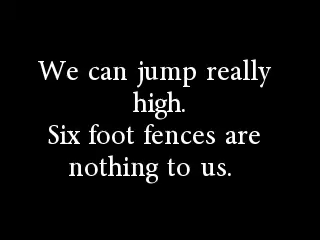 We can jump really
high.
Six foot fences are
nothing to us.